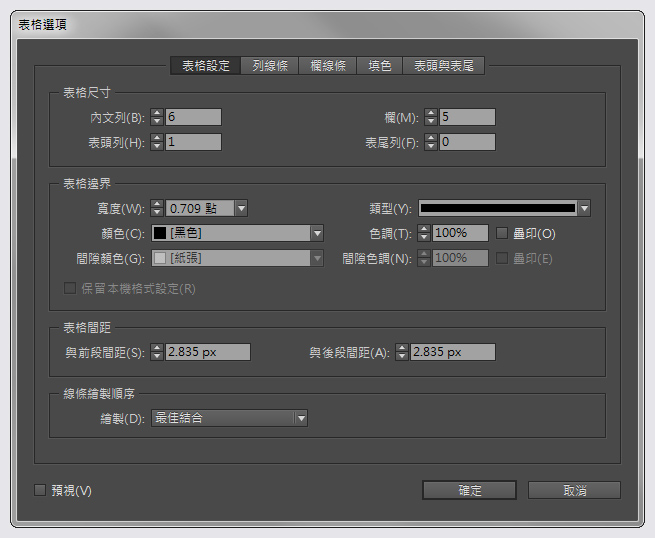 表格選項
表格設定 列線條 欄線條 填色 表頭與表尾
表格尺寸
內文列(B): 6 欄(M): 5
表頭列(H): 1 表尾列(F): 0
表格邊界
寬度(W): 0.709 點 類型(Y):
顏色(C): [黑色] 色調(T): 100% 疊印(O)
間隙顏色(G): [紙張] 間隙色調(N): 100% 疊印(E)
保留本機格式設定(R)
表格間距
與前段間距(S): 2.835 px 與後段間距(A): 2.835 px
線條繪製順序
繪製(D): 最佳結合
預視(V) 確定 取消